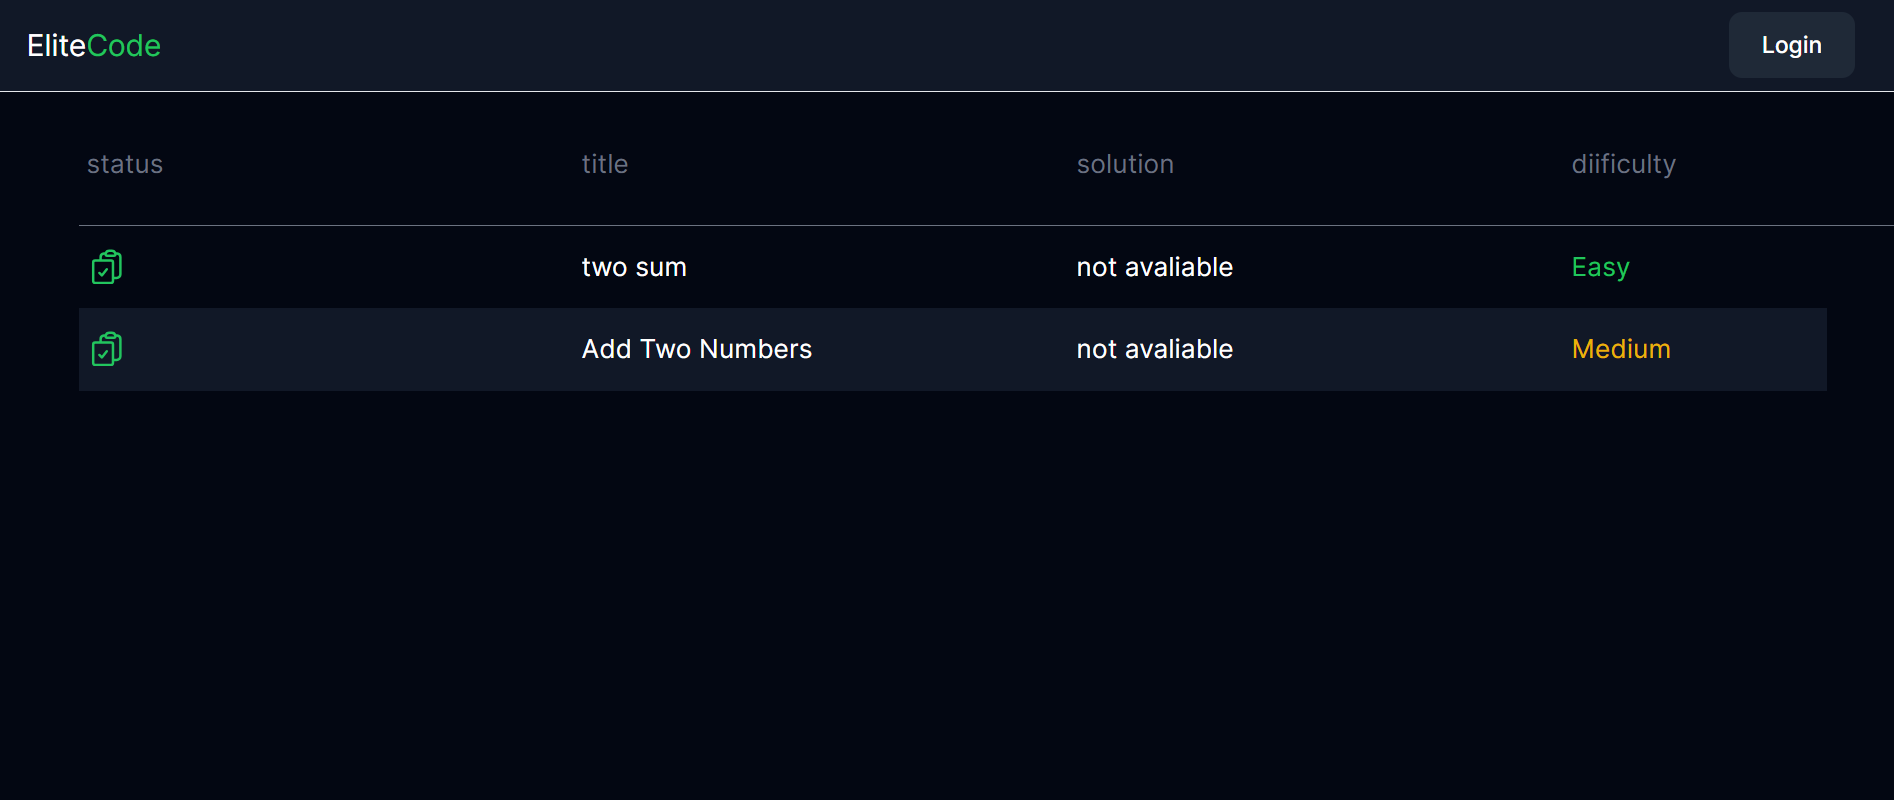 EliteCode
Login
status title solution diificulty
two sum not avaliable Easy
Add Two Numbers not avaliable Medium